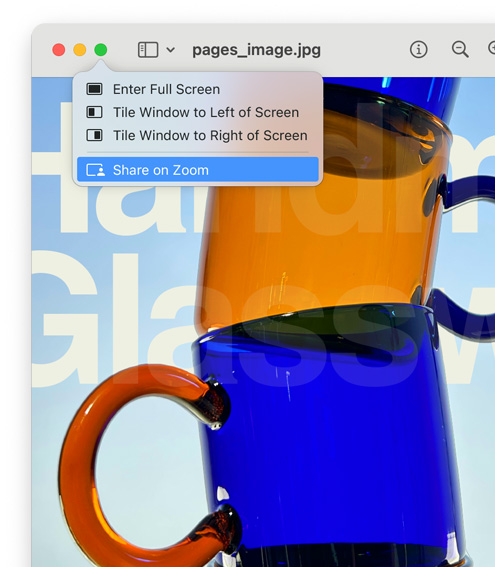 pages_image.jpg
Enter Full Screen
Tile Window to Left of Screen
Tile Window to Right of Screen
Share on Zoom
Handm
Glassw